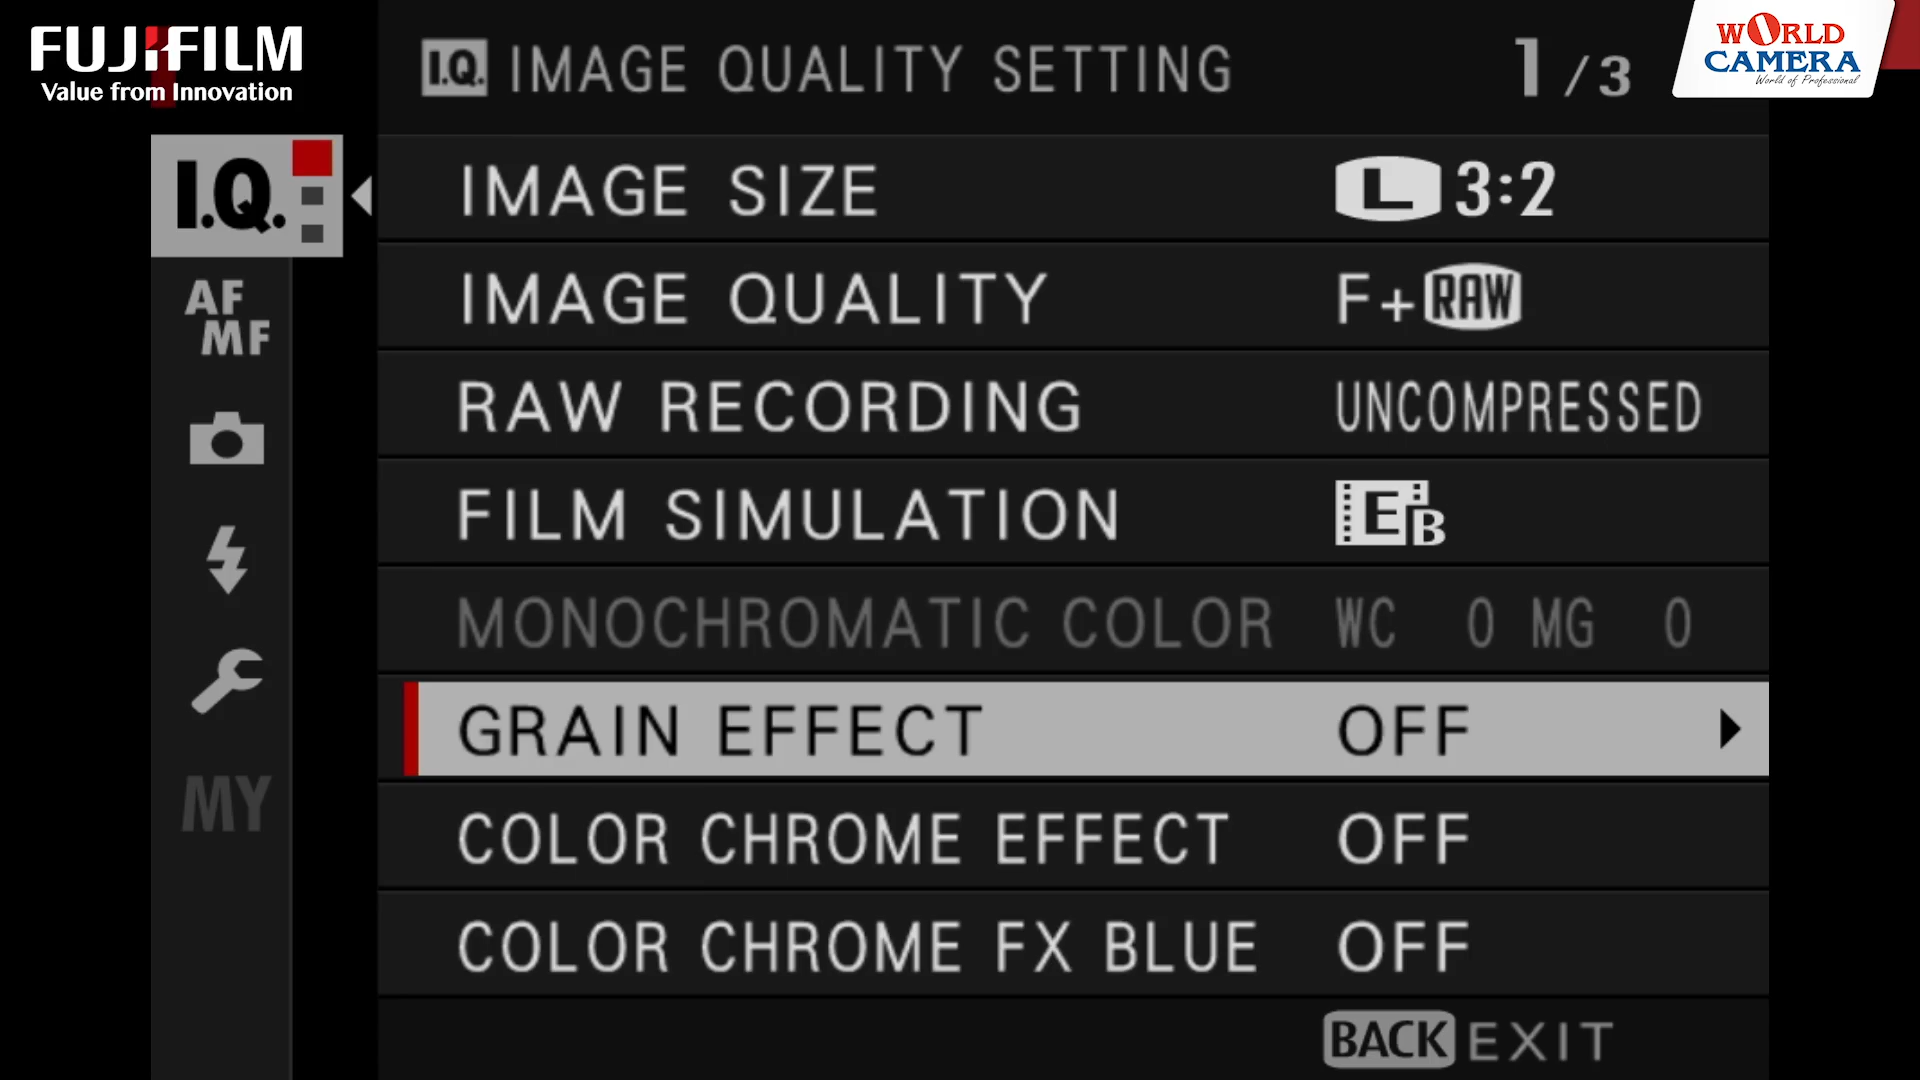 FUJIFILM
Value from Innovation
I.Q. IMAGE QUALITY SETTING 1/3
WORLD
CAMERA
World of Professional
I.Q.
AF
MF
MY
IMAGE SIZE L 3:2
IMAGE QUALITY F+RAW
RAW RECORDING UNCOMPRESSED
FILM SIMULATION EB
MONOCHROMATIC COLOR WC 0 MG 0
GRAIN EFFECT OFF
COLOR CHROME EFFECT OFF
COLOR CHROME FX BLUE OFF
BACK EXIT